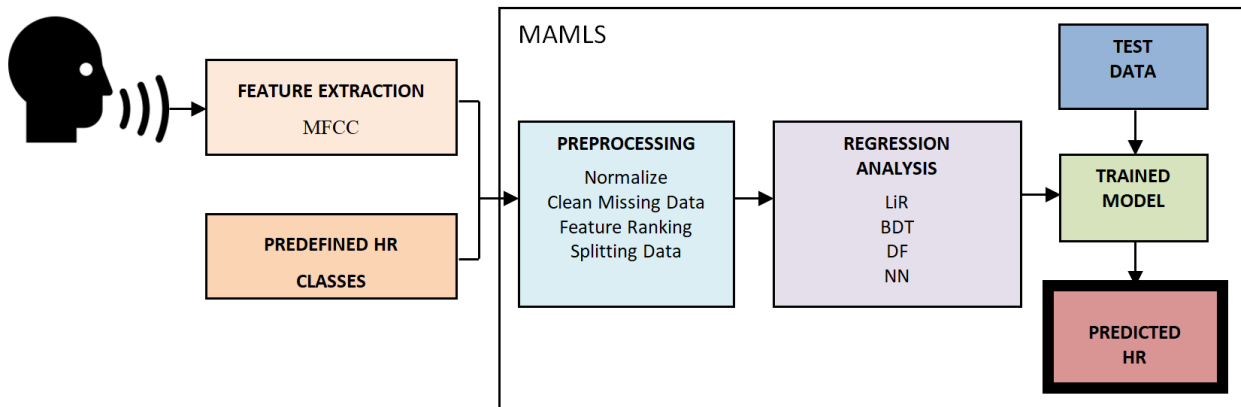 MAMLS
FEATURE EXTRACTION
MFCC
PREDEFINED HR
CLASSES
PREPROCESSING
Normalize
Clean Missing Data
Feature Ranking
Splitting Data
REGRESSION
ANALYSIS
LiR
BDT
DF
NN
TEST
DATA
TRAINED
MODEL
PREDICTED
HR